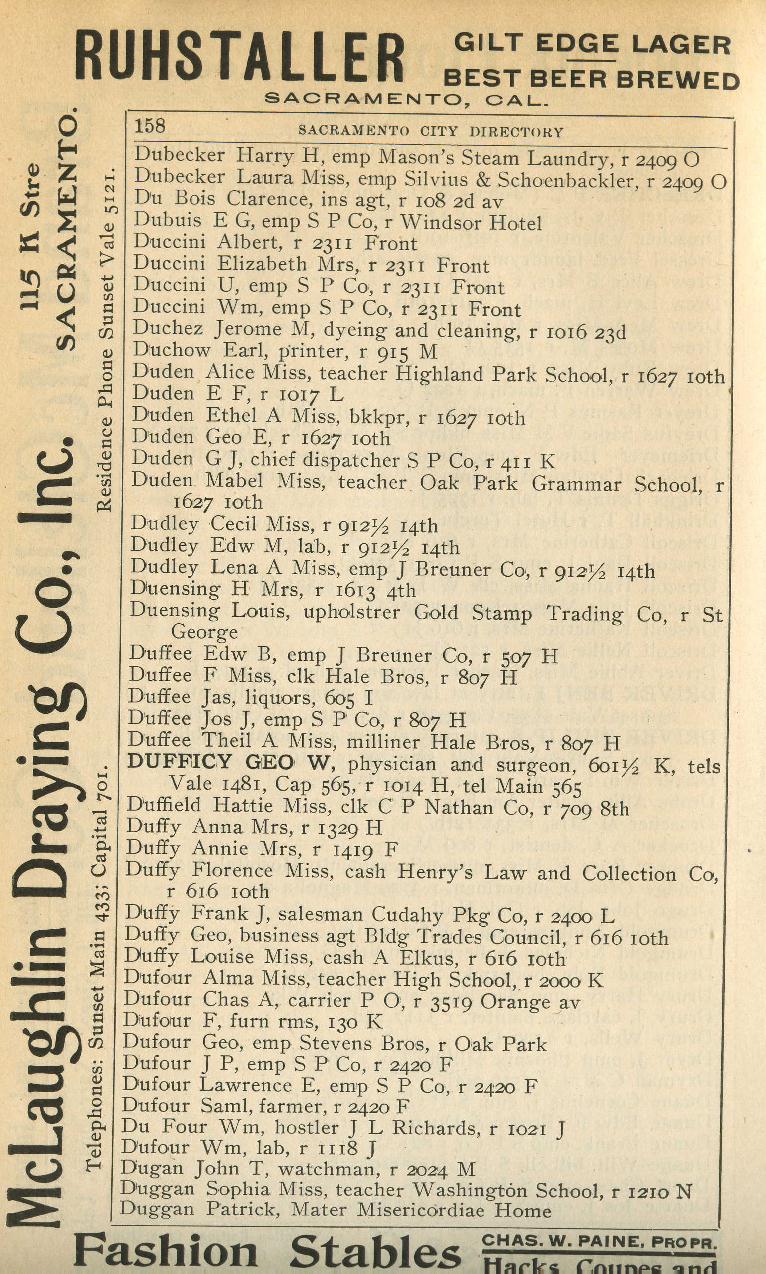 RUHSTALLER
GILT EDGE LAGER
BEST BEER BREWED
SACRAMENTO, CAL.
McLaughlin Draying Co., Inc.
115 K Stre
SACRAMENTO.
Telephones: Sunset Main 433; Capital 701.
Residence Phone Sunset Vale 5121.
158 SACRAMENTO CITY DIRECTORY
Dubecker Harry H, emp Mason's Steam Laundry, r 2409 O
Dubecker Laura Miss, emp Silvius & Schoenbackler, r 2409 O
Du Bois Clarence, ins agt, r 108 2d av
Dubuis E G, emp S P Co, r Windsor Hotel
Duccini Albert, r 2311 Front
Duccini Elizabeth Mrs, r 2311 Front
Duccini U, emp S P Co, r 2311 Front
Duccini Wm, emp S P Co, r 2311 Front
Duchez Jerome M, dyeing and cleaning, r 1016 23d
Duchow Earl, printer, r 915 M
Duden Alice Miss, teacher Highland Park School, r 1627 10th
Duden E F, r 1017 L
Duden Ethel A Miss, bkkpr, r 1627 10th
Duden Geo E, r 1627 10th
Duden G J, chief dispatcher S P Co, r 411 K
Duden Mabel Miss, teacher Oak Park Grammar School, r
1627 10th
Dudley Cecil Miss, r 912½ 14th
Dudley Edw M, lab, r 912½ 14th
Dudley Lena A Miss, emp J Breuner Co, r 912½ 14th
Duensing H Mrs, r 1613 4th
Duensing Louis, upholstrer Gold Stamp Trading Co, r St
George
Duffee Edw B, emp J Breuner Co, r 507 H
Duffee F Miss, clk Hale Bros, r 807 H
Duffee Jas, liquors, 605 I
Duffee Jos J, emp S P Co, r 807 H
Duffee Theil A Miss, milliner Hale Bros, r 807 H
DUFFICY GEO W, physician and surgeon, 601½ K, tels
Vale 1481, Cap 565, r 1014 H, tel Main 565
Duffield Hattie Miss, clk C P Nathan Co, r 709 8th
Duffy Anna Mrs, r 1329 H
Duffy Annie Mrs, r 1419 F
Duffy Florence Miss, cash Henry's Law and Collection Co,
r 616 10th
Duffy Frank J, salesman Cudahy Pkg Co, r 2400 L
Duffy Geo, business agt Bldg Trades Council, r 616 10th
Duffy Louise Miss, cash A Elkus, r 616 10th
Dufour Alma Miss, teacher High School, r 2000 K
Dufour Chas A, carrier P O, r 3519 Orange av
Dufour F, furn rms, 130 K
Dufour Geo, emp Stevens Bros, r Oak Park
Dufour J P, emp S P Co, r 2420 F
Dufour Lawrence E, emp S P Co, r 2420 F
Dufour Saml, farmer, r 2420 F
Du Four Wm, hostler J L Richards, r 1021 J
Dufour Wm, lab, r 1118 J
Dugan John T, watchman, r 2024 M
Duggan Sophia Miss, teacher Washington School, r 1210 N
Duggan Patrick, Mater Misericordiae Home
Fashion Stables
CHAS. W. PAINE, PROPR.
Hacks, Coupes and